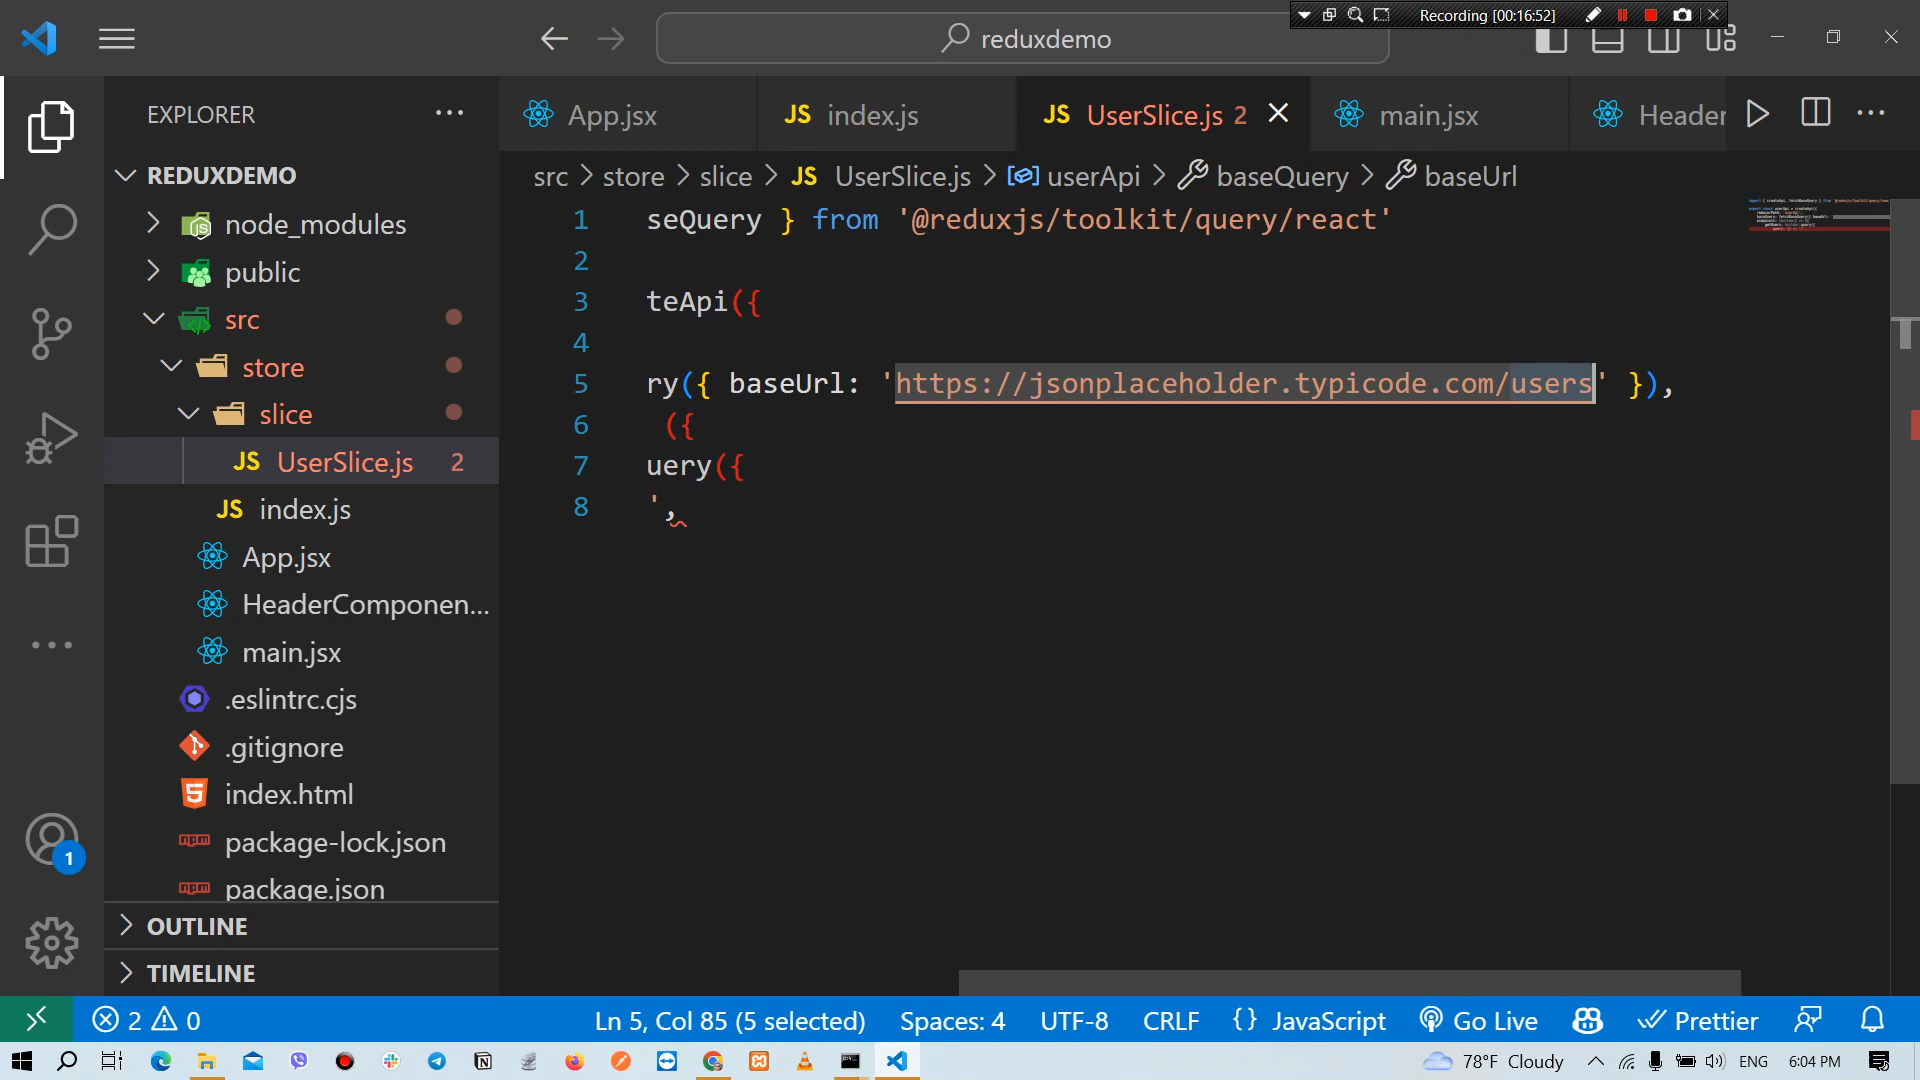 Recording [00:16:52]
reduxdemo
EXPLORER
App.jsx
JS index.js
JS UserSlice.js 2
main.jsx
Header
src > store > slice > JS UserSlice.js > userApi > baseQuery > baseUrl
REDUXDEMO
node_modules
public
src
store
slice
JS UserSlice.js 2
JS index.js
App.jsx
HeaderComponen...
main.jsx
.eslintrc.cjs
.gitignore
index.html
package-lock.json
package.json
OUTLINE
TIMELINE
1 seQuery } from '@reduxjs/toolkit/query/react'
2
3 teApi({
4
5 ry({ baseUrl: 'https://jsonplaceholder.typicode.com/users' }),
6 ({
7 uery({
8 ',
1
2 0
Ln 5, Col 85 (5 selected)
Spaces: 4
UTF-8
CRLF
{} JavaScript
Go Live
Prettier
78°F Cloudy
ENG
6:04 PM